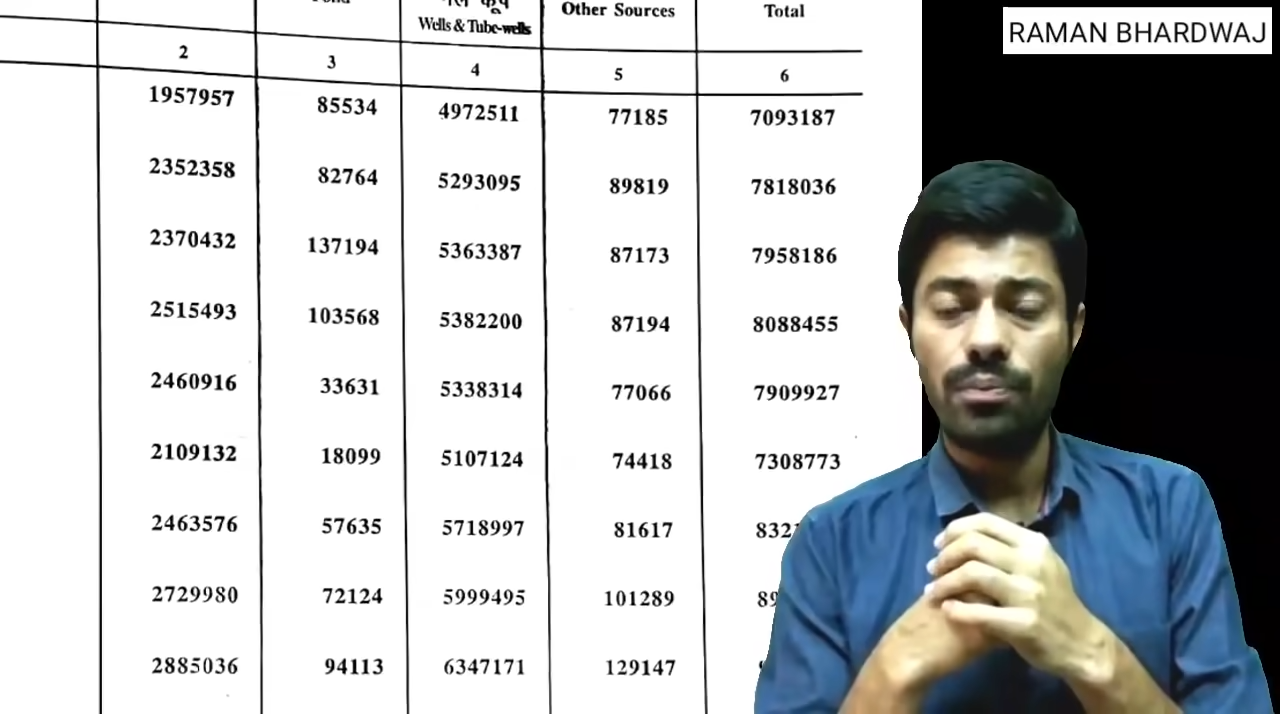 RAMAN BHARDWAJ
Other Sources
Total
Wells & Tube-wells
2 3 4 5 6
1957957 85534 4972511 77185 7093187
2352358 82764 5293095 89819 7818036
2370432 137194 5363387 87173 7958186
2515493 103568 5382200 87194 8088455
2460916 33631 5338314 77066 7909927
2109132 18099 5107124 74418 7308773
2463576 57635 5718997 81617
2729980 72124 5999495 101289
2885036 94113 6347171 129147